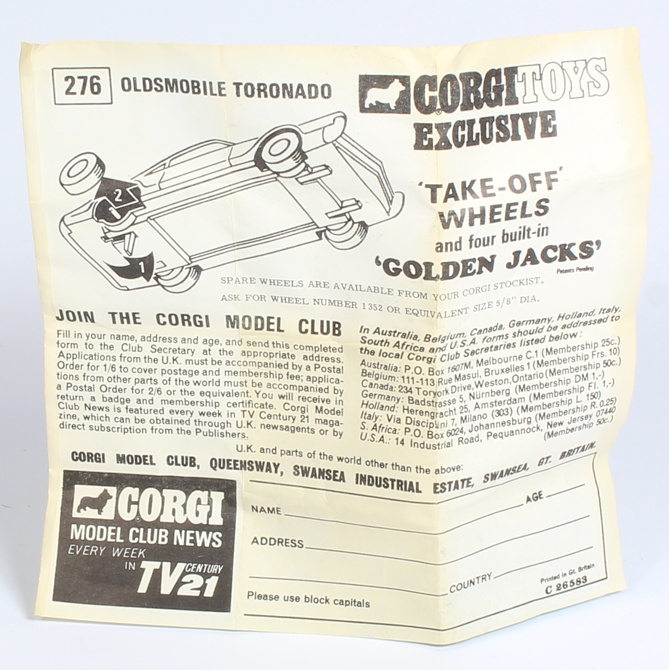 276 OLDSMOBILE TORONADO
CORGI TOYS
EXCLUSIVE
'TAKE-OFF'
WHEELS
and four built-in
'GOLDEN JACKS'
Patents Pending
2
1
SPARE WHEELS ARE AVAILABLE FROM YOUR CORGI STOCKIST.
ASK FOR WHEEL NUMBER 1352 OR EQUIVALENT SIZE 5/8" DIA.
JOIN THE CORGI MODEL CLUB
Fill in your name, address and age, and send this completed
form to the Club Secretary at the appropriate address.
Applications from the U.K. must be accompanied by a Postal
Order for 1/6 to cover postage and membership fee; applica-
tions from other parts of the world must be accompanied by
a Postal Order for 2/6 or the equivalent. You will receive in
return a badge and membership certificate. Corgi Model
Club News is featured every week in TV Century 21 maga-
zine, which can be obtained through U.K. newsagents or by
direct subscription from the Publishers.
In Australia, Belgium, Canada, Germany, Holland, Italy,
South Africa and U.S.A. forms should be addressed to
the local Corgi Club Secretaries listed below:
Australia: P.O. Box 1607M, Melbourne C.1 (Membership 25c.)
Belgium: 111-113 Rue Masui, Bruxelles 1 (Membership Frs. 10)
Canada: 234 Toryork Drive, Weston, Ontario (Membership 50c.)
Germany: Badstrasse 5, Nürnberg (Membership DM 1,-)
Holland: Herengracht 25, Amsterdam (Membership Fl. 1,-)
Italy: Via Disciplini 7, Milano (303) (Membership L. 150)
S. Africa: P.O. Box 6024, Johannesburg (Membership R. 0.25)
U.S.A.: 14 Industrial Road, Pequannock, New Jersey 07440
(Membership 50c.)
U.K. and parts of the world other than the above:
CORGI MODEL CLUB, QUEENSWAY, SWANSEA INDUSTRIAL ESTATE, SWANSEA, GT. BRITAIN.
CORGI
MODEL CLUB NEWS
EVERY WEEK
IN TV CENTURY 21
NAME AGE
ADDRESS
COUNTRY
Please use block capitals
Printed in Gt. Britain
C 26583